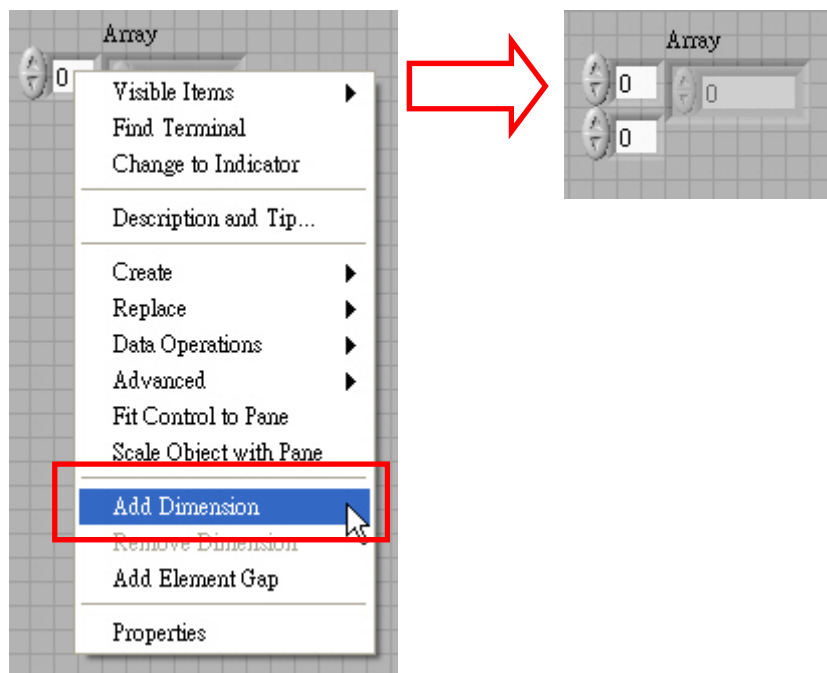 Array
0
Visible Items
Find Terminal
Change to Indicator
Description and Tip...
Create
Replace
Data Operations
Advanced
Fit Control to Pane
Scale Object with Pane
Add Dimension
Remove Dimension
Add Element Gap
Properties
Array
0 0
0